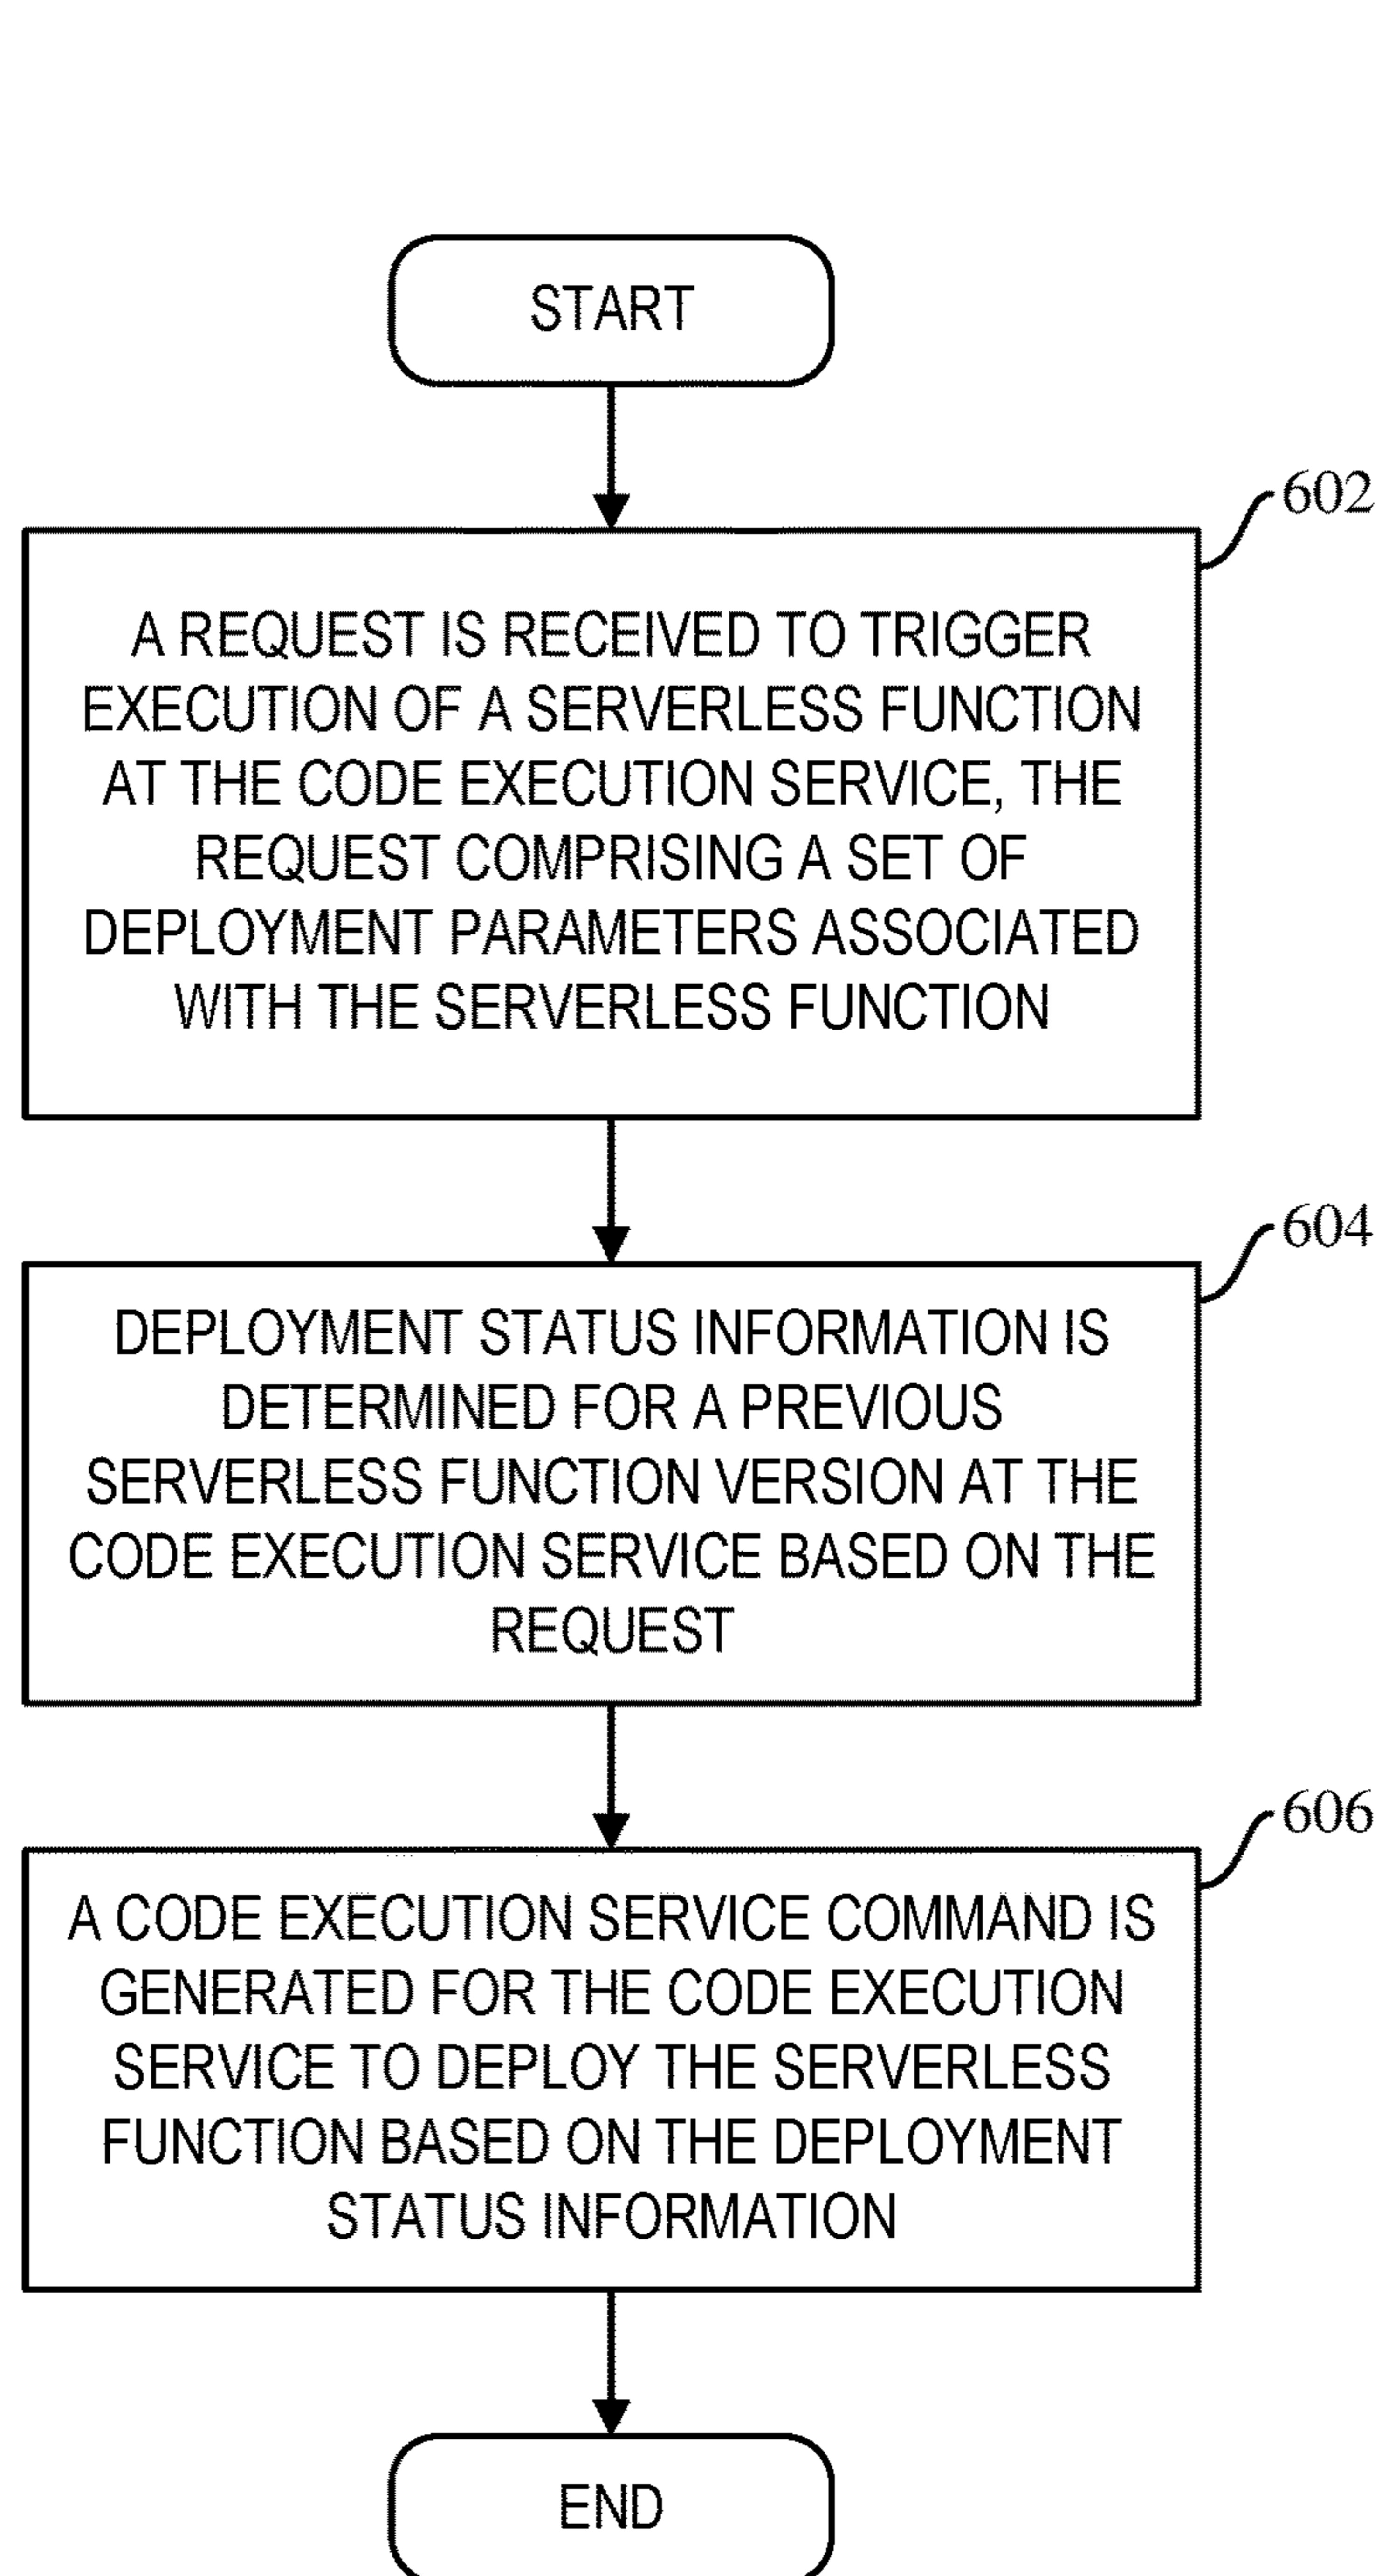 START
602
A REQUEST IS RECEIVED TO TRIGGER
EXECUTION OF A SERVERLESS FUNCTION
AT THE CODE EXECUTION SERVICE, THE
REQUEST COMPRISING A SET OF
DEPLOYMENT PARAMETERS ASSOCIATED
WITH THE SERVERLESS FUNCTION
604
DEPLOYMENT STATUS INFORMATION IS
DETERMINED FOR A PREVIOUS
SERVERLESS FUNCTION VERSION AT THE
CODE EXECUTION SERVICE BASED ON THE
REQUEST
606
A CODE EXECUTION SERVICE COMMAND IS
GENERATED FOR THE CODE EXECUTION
SERVICE TO DEPLOY THE SERVERLESS
FUNCTION BASED ON THE DEPLOYMENT
STATUS INFORMATION
END